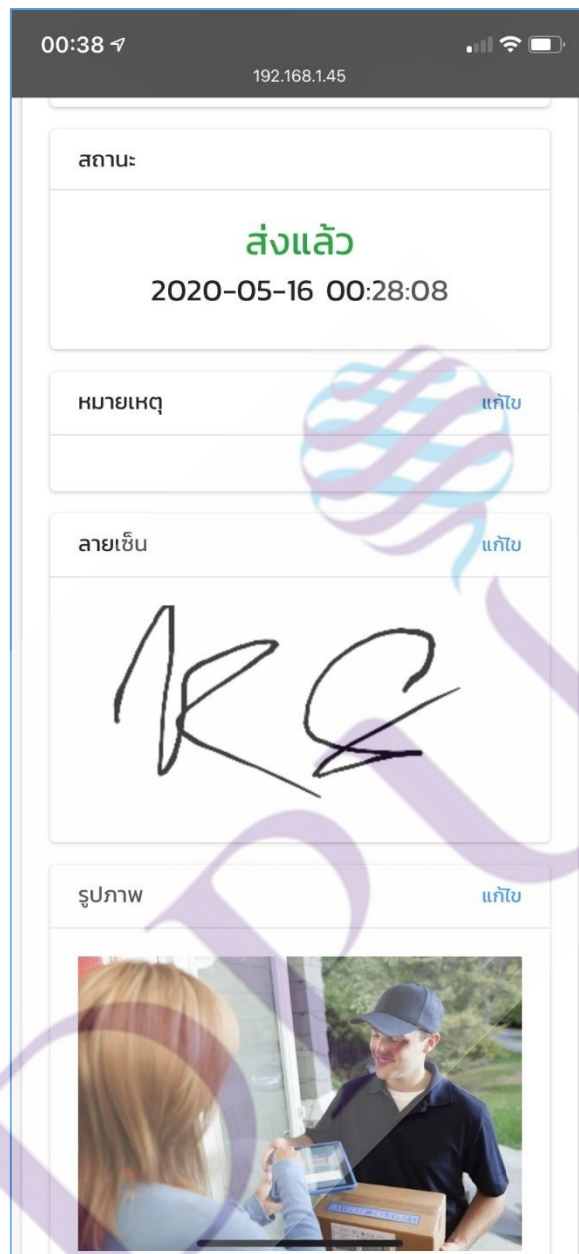 00:38
192.168.1.45
สถานะ
ส่งแล้ว
2020-05-16 00:28:08
หมายเหตุ แก้ไข
ลายเซ็น แก้ไข
รูปภาพ แก้ไข
DPU